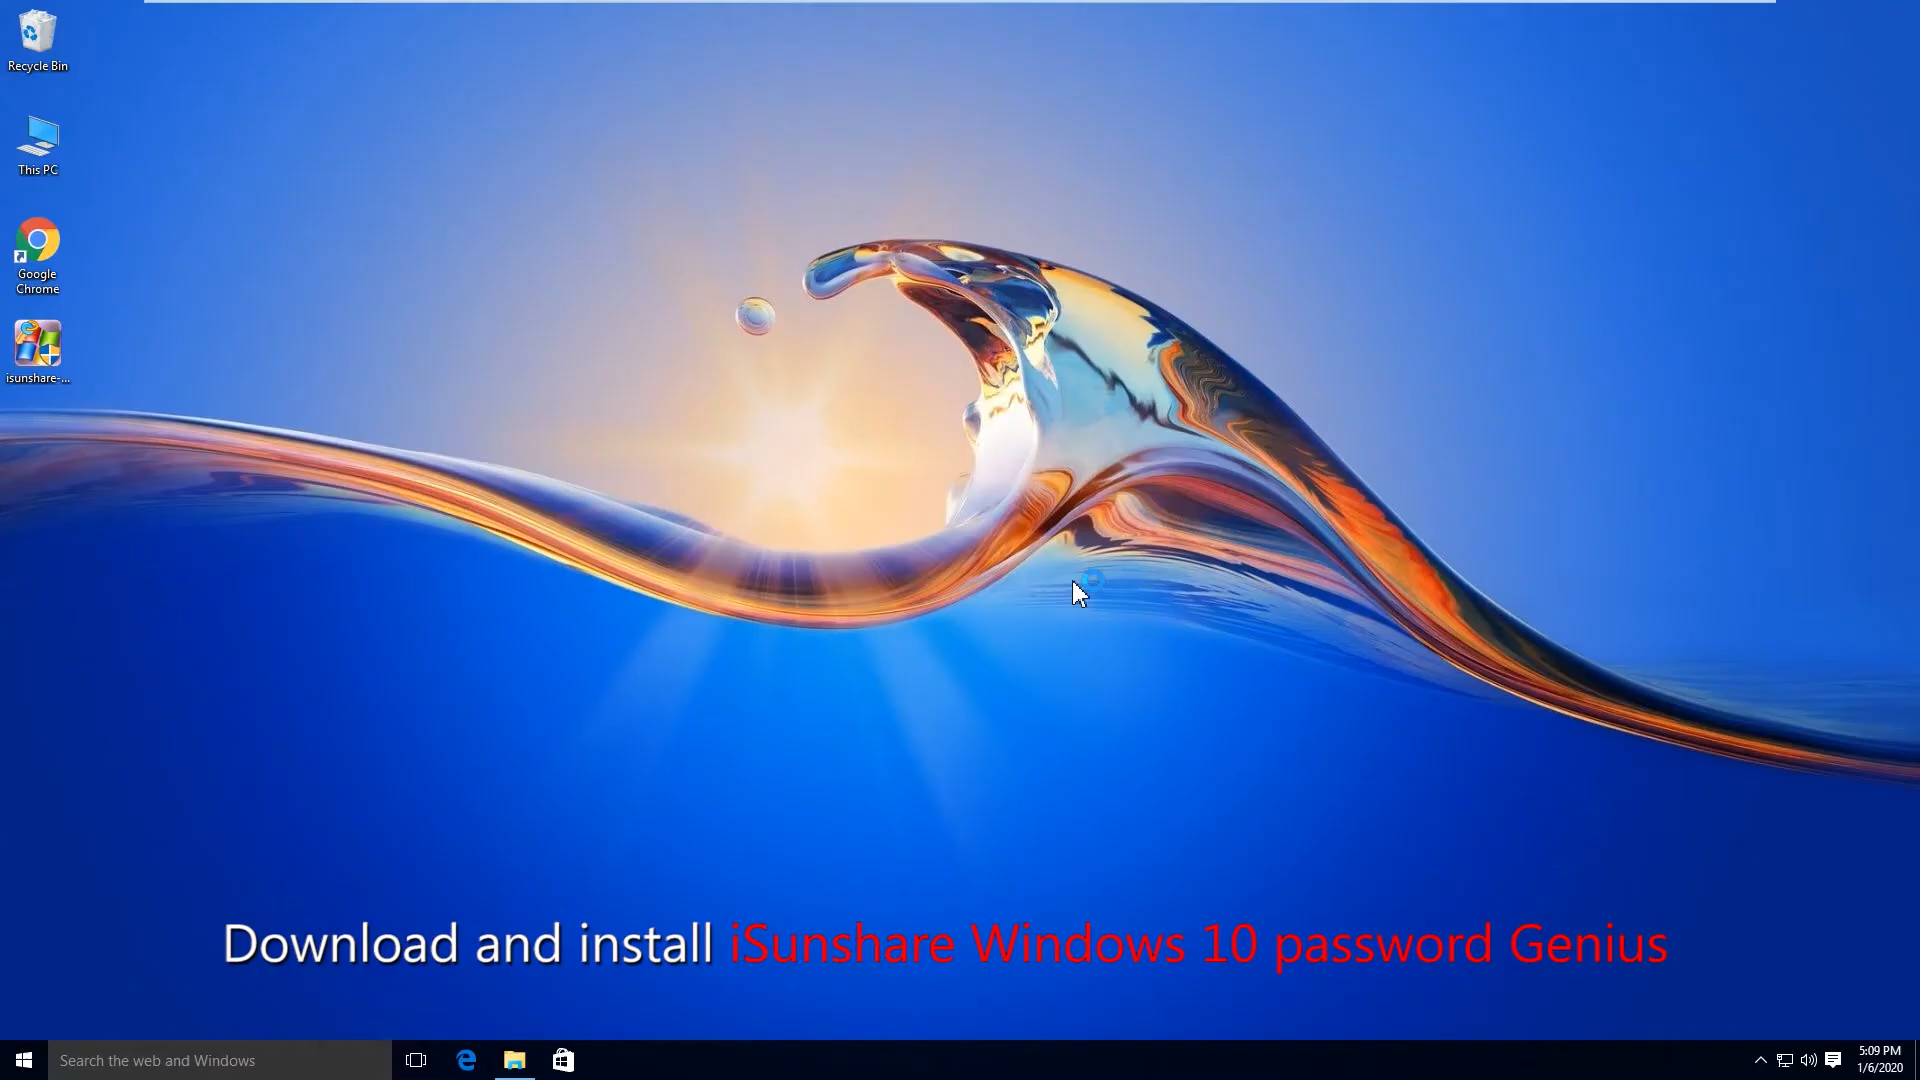 Recycle Bin
This PC
Google
Chrome
isunshare-...
Download and install iSunshare Windows 10 password Genius
Search the web and Windows
5:09 PM
1/6/2020